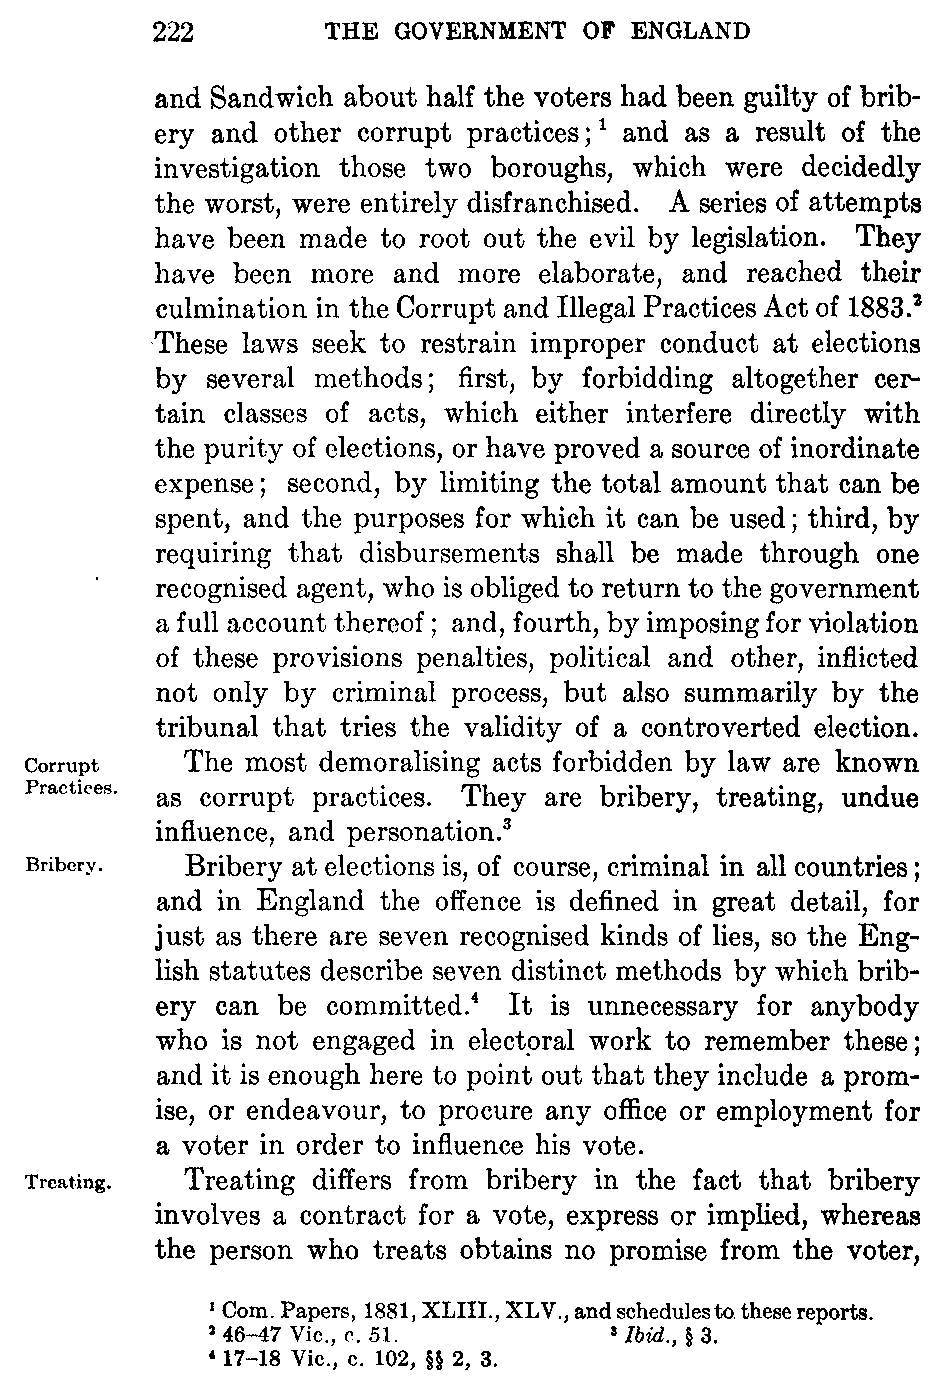 222 THE GOVERNMENT OF ENGLAND
and Sandwich about half the voters had been guilty of brib-
ery and other corrupt practices;¹ and as a result of the
investigation those two boroughs, which were decidedly
the worst, were entirely disfranchised. A series of attempts
have been made to root out the evil by legislation. They
have been more and more elaborate, and reached their
culmination in the Corrupt and Illegal Practices Act of 1883.²
These laws seek to restrain improper conduct at elections
by several methods; first, by forbidding altogether cer-
tain classes of acts, which either interfere directly with
the purity of elections, or have proved a source of inordinate
expense; second, by limiting the total amount that can be
spent, and the purposes for which it can be used; third, by
requiring that disbursements shall be made through one
recognised agent, who is obliged to return to the government
a full account thereof; and, fourth, by imposing for violation
of these provisions penalties, political and other, inflicted
not only by criminal process, but also summarily by the
tribunal that tries the validity of a controverted election.
Corrupt
Practices.
The most demoralising acts forbidden by law are known
as corrupt practices. They are bribery, treating, undue
influence, and personation.³
Bribery.
Bribery at elections is, of course, criminal in all countries;
and in England the offence is defined in great detail, for
just as there are seven recognised kinds of lies, so the Eng-
lish statutes describe seven distinct methods by which brib-
ery can be committed.⁴ It is unnecessary for anybody
who is not engaged in electoral work to remember these;
and it is enough here to point out that they include a prom-
ise, or endeavour, to procure any office or employment for
a voter in order to influence his vote.
Treating.
Treating differs from bribery in the fact that bribery
involves a contract for a vote, express or implied, whereas
the person who treats obtains no promise from the voter,
¹ Com. Papers, 1881, XLIII., XLV., and schedules to these reports.
² 46–47 Vic., c. 51. ³ Ibid., § 3.
⁴ 17–18 Vic., c. 102, §§ 2, 3.